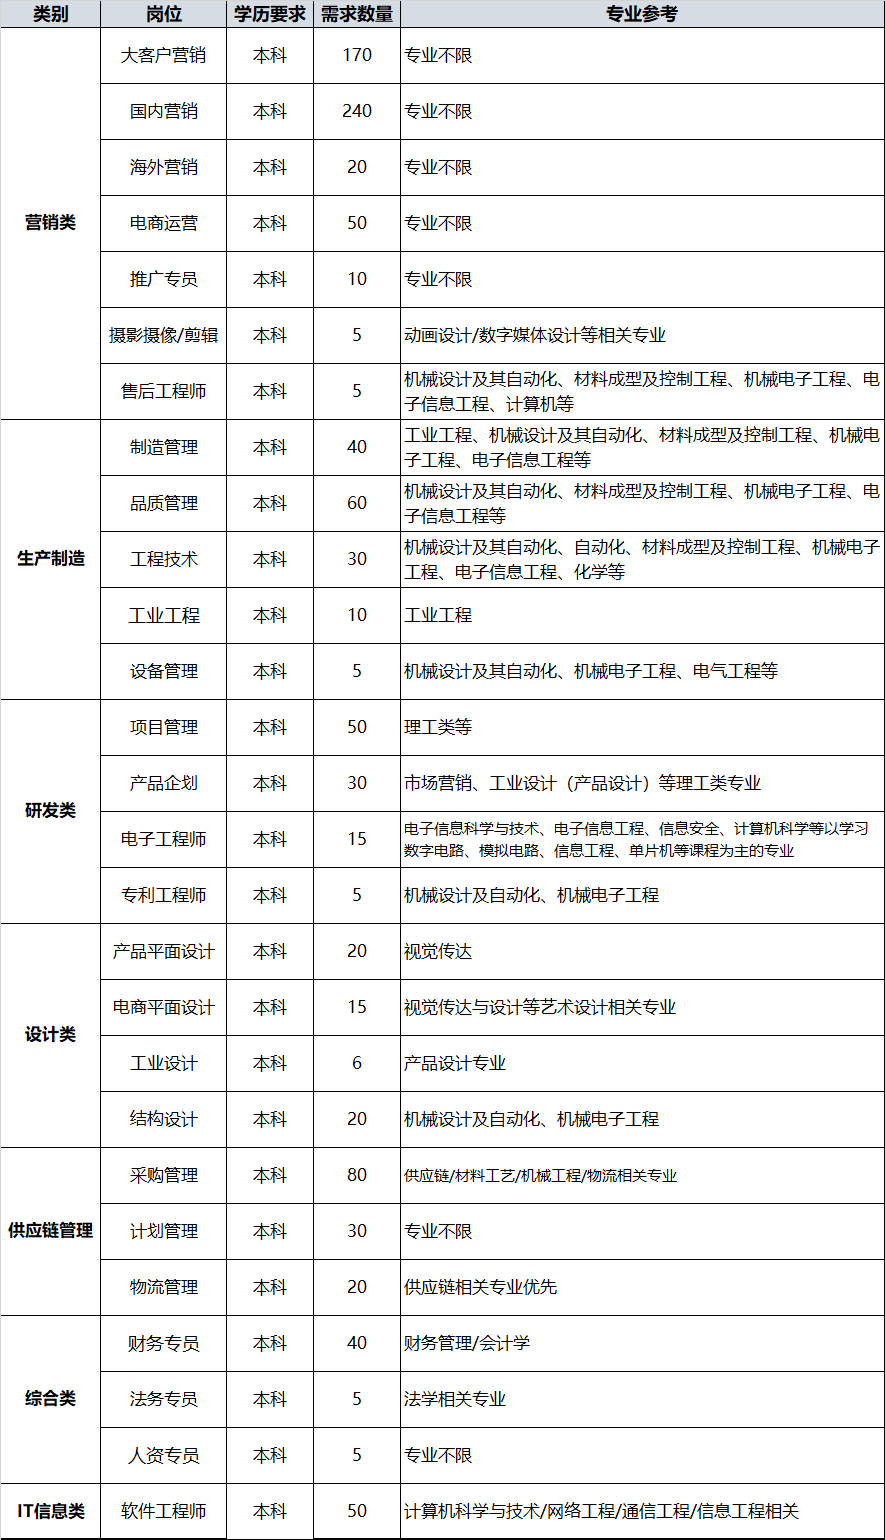 类别 岗位 学历要求 需求数量 专业参考
营销类
大客户营销 本科 170 专业不限
国内营销 本科 240 专业不限
海外营销 本科 20 专业不限
电商运营 本科 50 专业不限
推广专员 本科 10 专业不限
摄影摄像/剪辑 本科 5 动画设计/数字媒体设计等相关专业
售后工程师 本科 5 机械设计及其自动化、材料成型及控制工程、机械电子工程、电
子信息工程、计算机等
生产制造
制造管理 本科 40 工业工程、机械设计及其自动化、材料成型及控制工程、机械电
子工程、电子信息工程等
品质管理 本科 60 机械设计及其自动化、材料成型及控制工程、机械电子工程、电
子信息工程等
工程技术 本科 30 机械设计及其自动化、自动化、材料成型及控制工程、机械电子
工程、电子信息工程、化学等
工业工程 本科 10 工业工程
设备管理 本科 5 机械设计及其自动化、机械电子工程、电气工程等
研发类
项目管理 本科 50 理工类等
产品企划 本科 30 市场营销、工业设计（产品设计）等理工类专业
电子工程师 本科 15 电子信息科学与技术、电子信息工程、信息安全、计算机科学等以学习
数字电路、模拟电路、信息工程、单片机等课程为主的专业
专利工程师 本科 5 机械设计及自动化、机械电子工程
设计类
产品平面设计 本科 20 视觉传达
电商平面设计 本科 15 视觉传达与设计等艺术设计相关专业
工业设计 本科 6 产品设计专业
结构设计 本科 20 机械设计及自动化、机械电子工程
供应链管理
采购管理 本科 80 供应链/材料工艺/机械工程/物流相关专业
计划管理 本科 30 专业不限
物流管理 本科 20 供应链相关专业优先
综合类
财务专员 本科 40 财务管理/会计学
法务专员 本科 5 法学相关专业
人资专员 本科 5 专业不限
IT信息类
软件工程师 本科 50 计算机科学与技术/网络工程/通信工程/信息工程相关